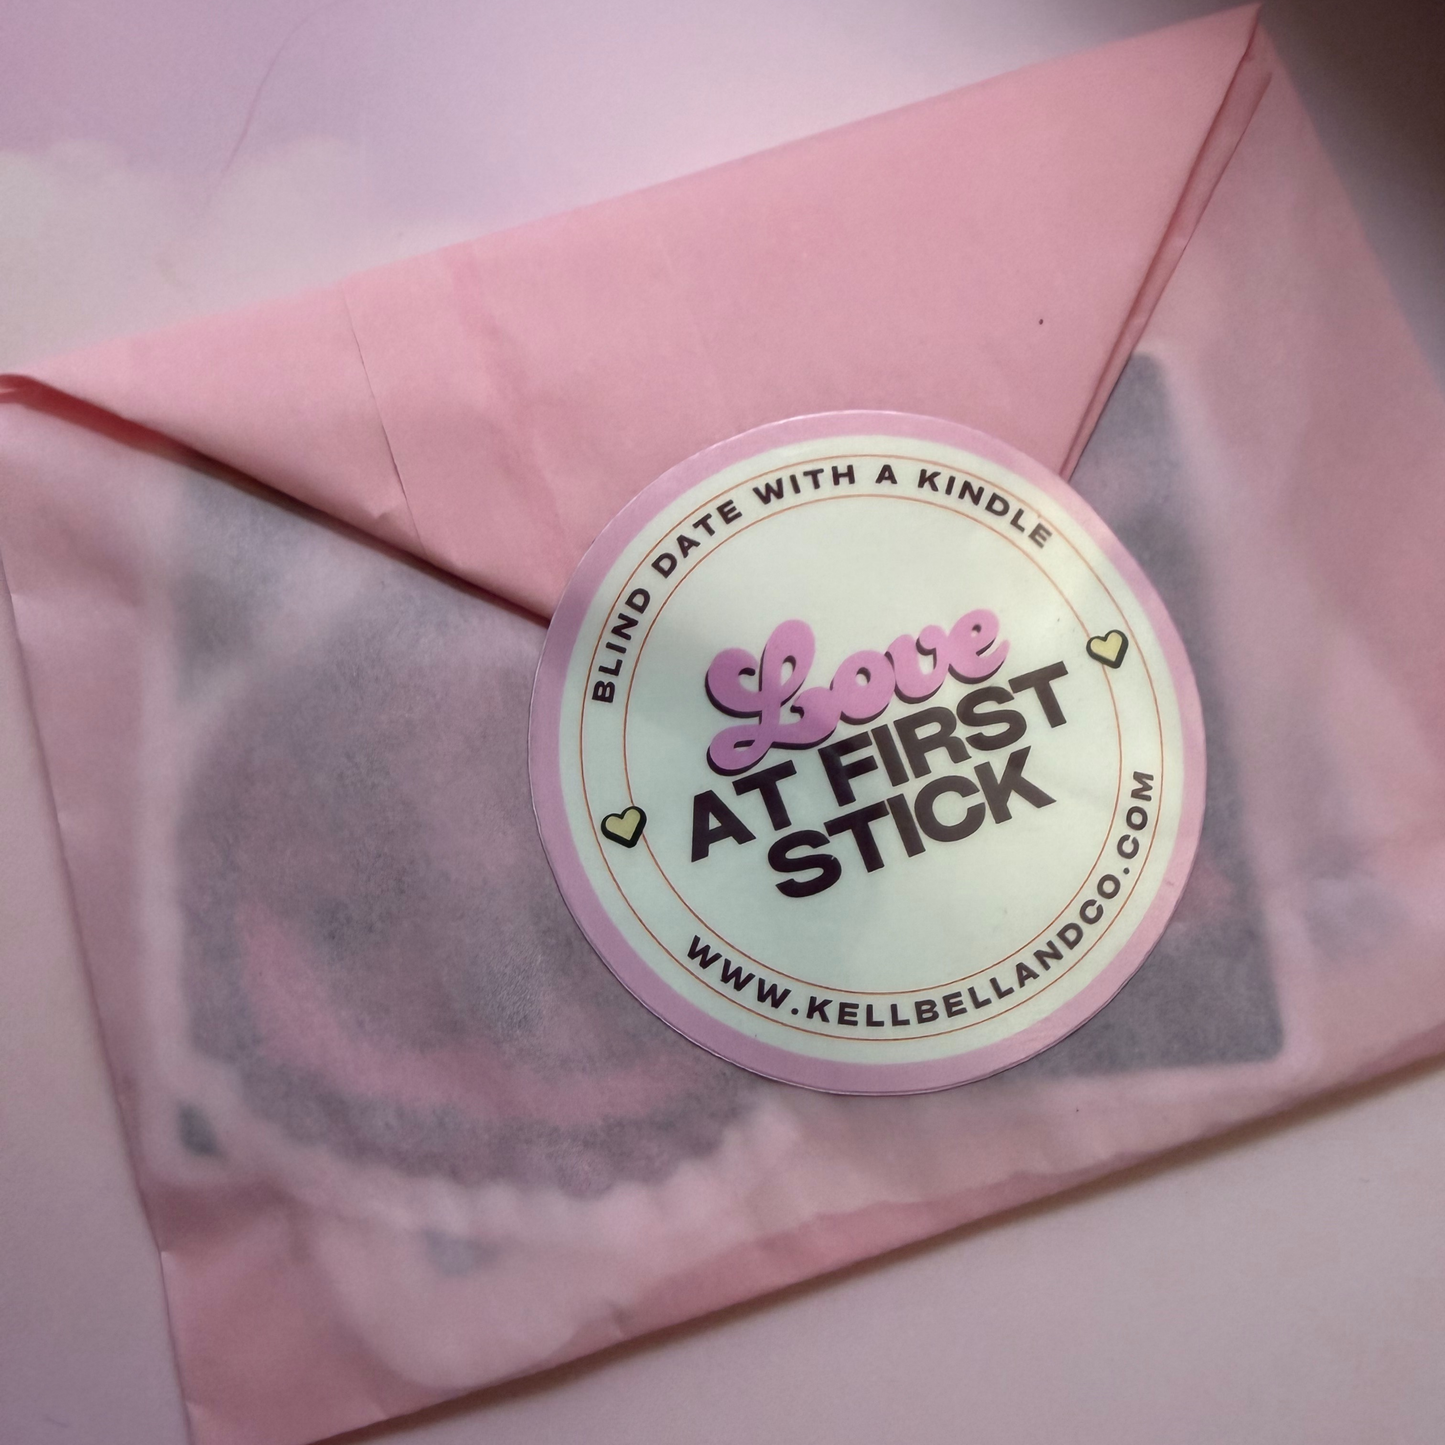 BLIND DATE WITH A KINDLE
Love
AT FIRST
STICK
WWW.KELLBELLANDCO.COM